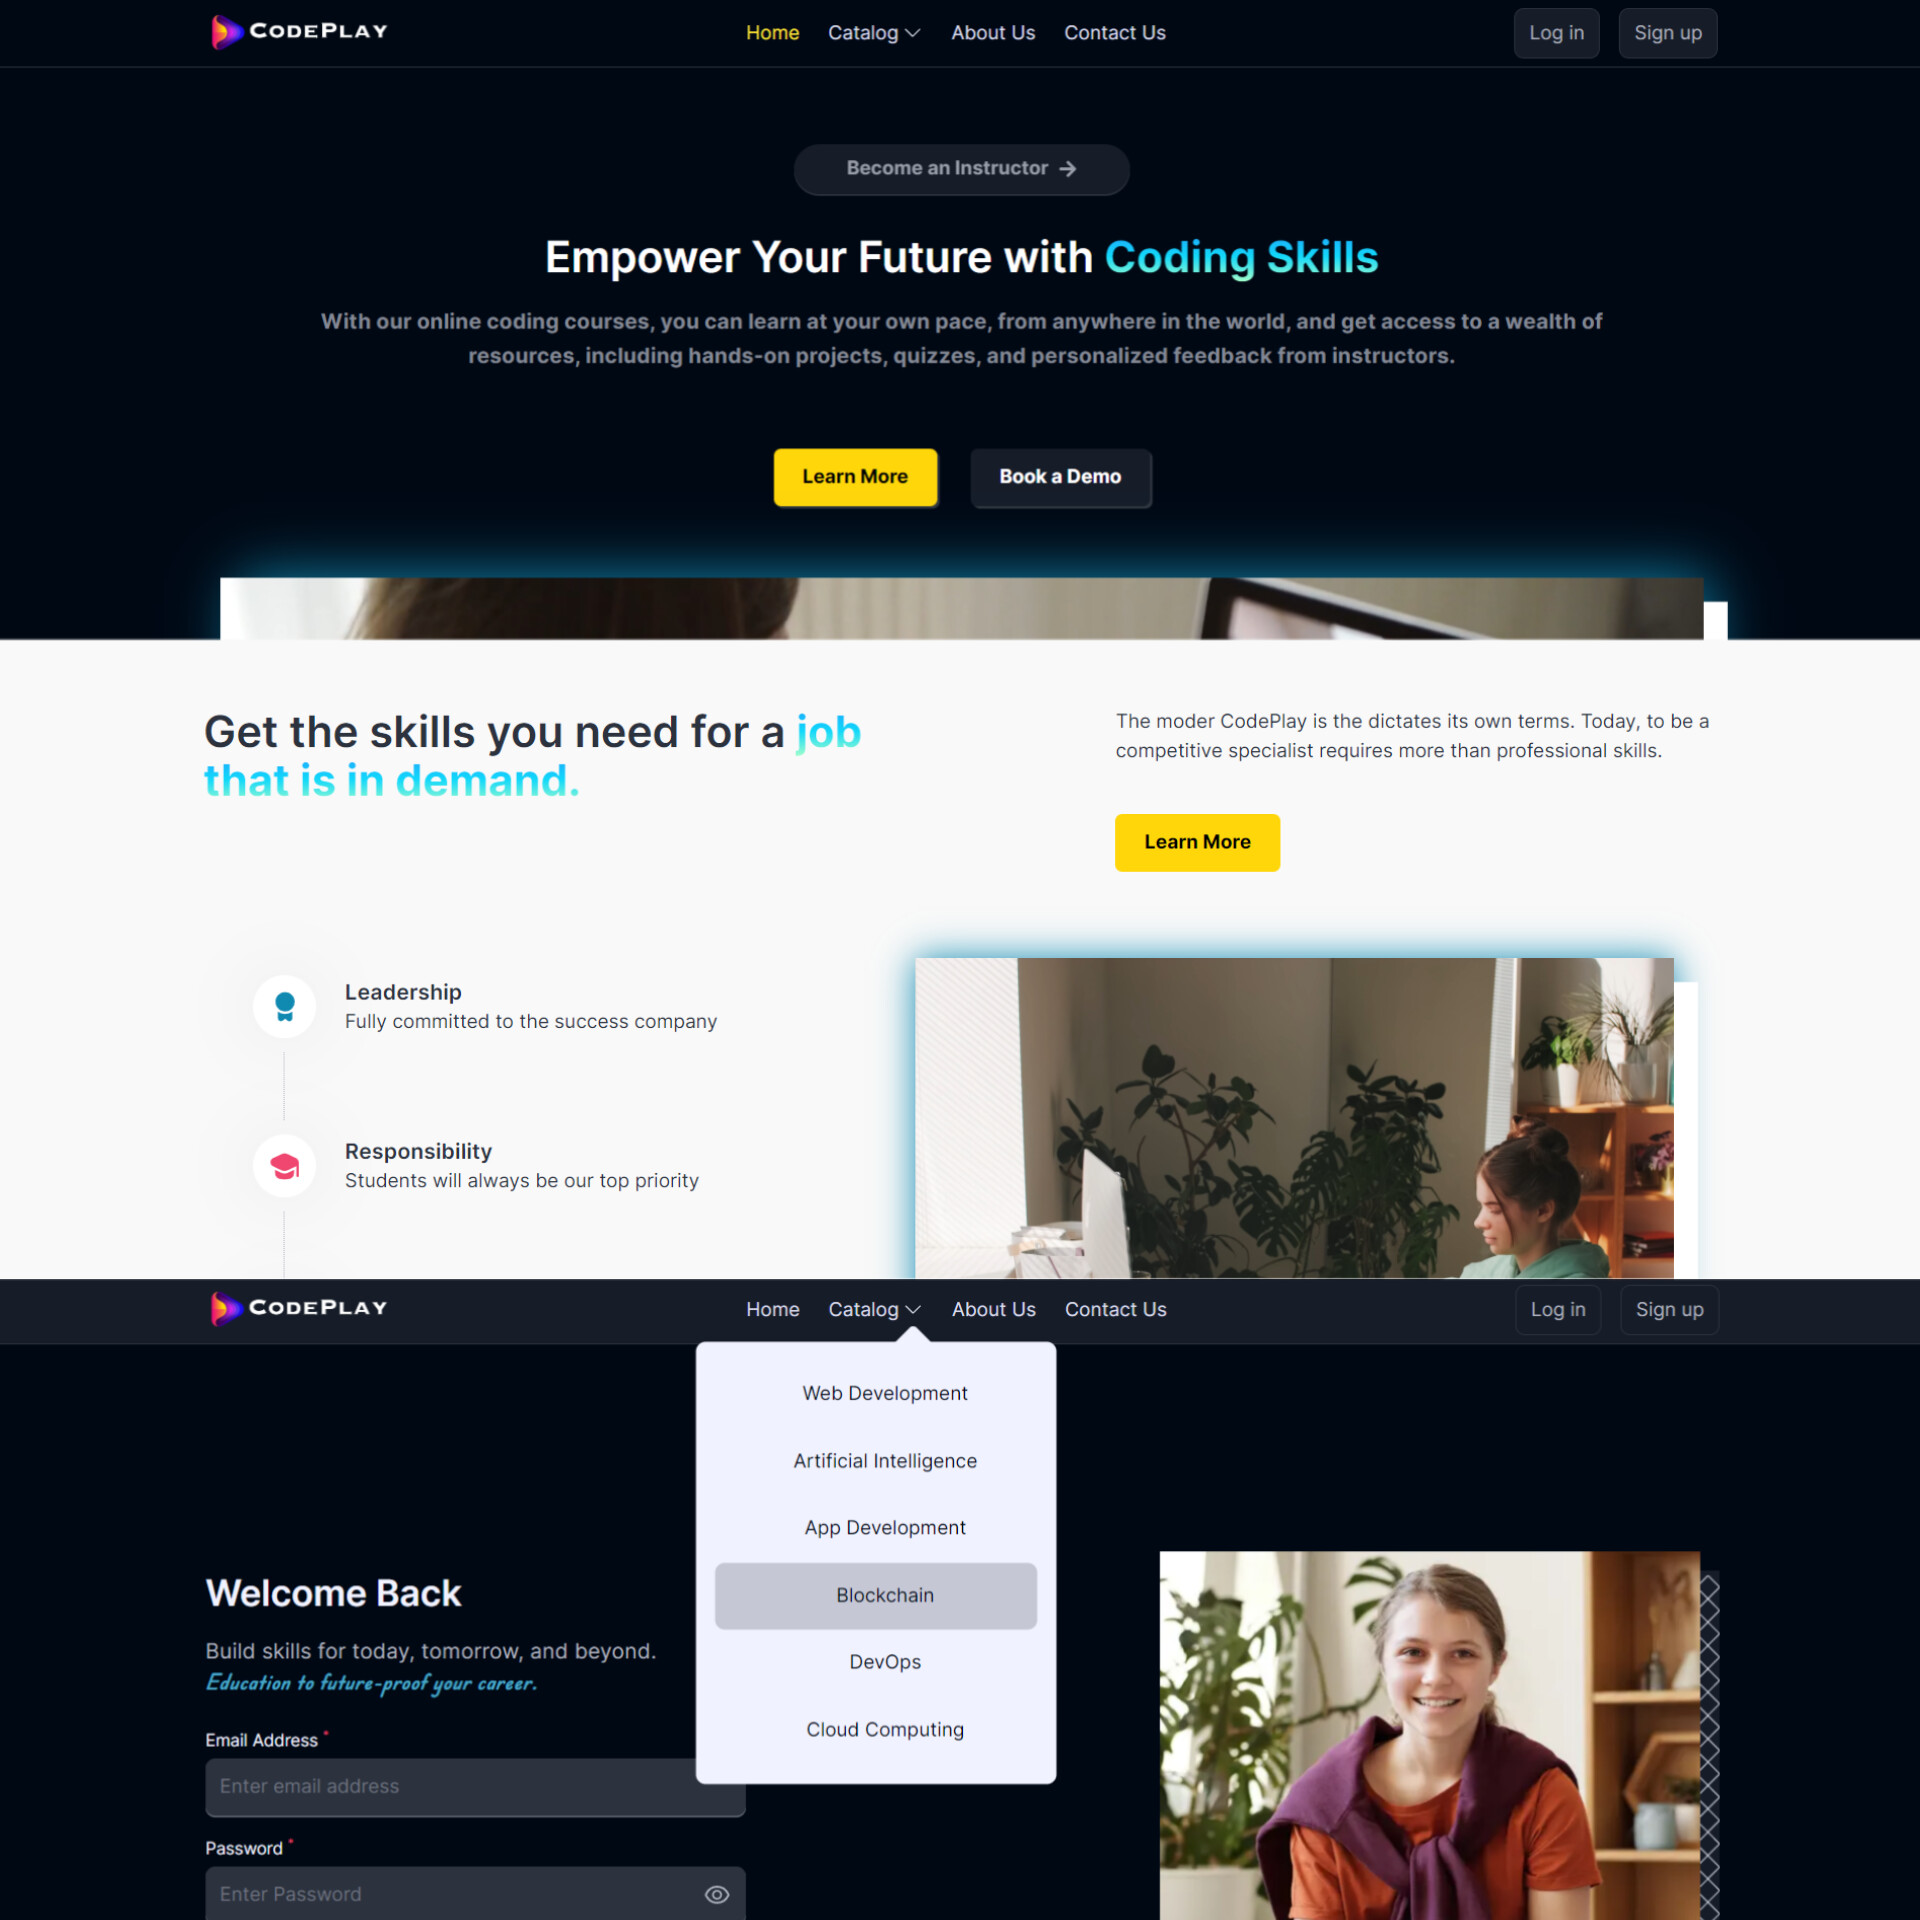 CODEPLAY
Home Catalog About Us Contact Us
Log in Sign up
Become an Instructor
Empower Your Future with Coding Skills
With our online coding courses, you can learn at your own pace, from anywhere in the world, and get access to a wealth of
resources, including hands-on projects, quizzes, and personalized feedback from instructors.
Learn More Book a Demo
Get the skills you need for a job
that is in demand.
The moder CodePlay is the dictates its own terms. Today, to be a
competitive specialist requires more than professional skills.
Learn More
Leadership
Fully committed to the success company
Responsibility
Students will always be our top priority
CODEPLAY
Home Catalog About Us Contact Us
Log in Sign up
Web Development
Artificial Intelligence
App Development
Blockchain
DevOps
Cloud Computing
Welcome Back
Build skills for today, tomorrow, and beyond.
Education to future-proof your career.
Email Address *
Enter email address
Password *
Enter Password